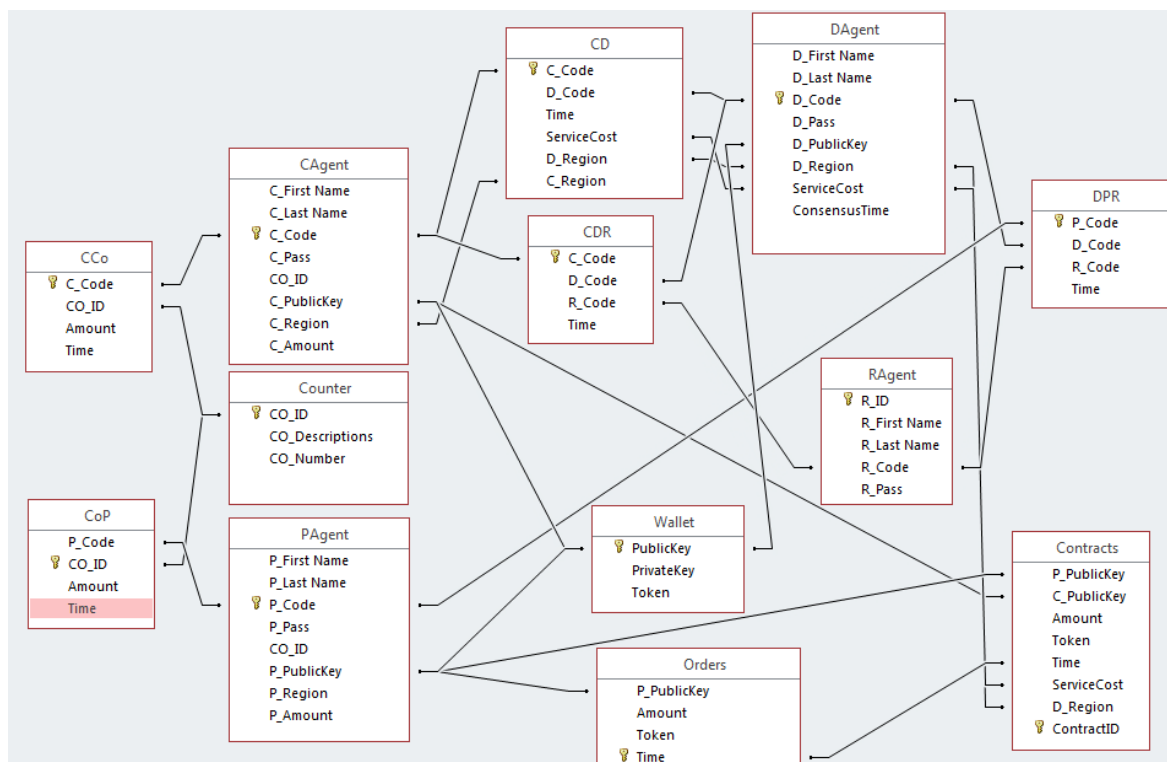 CD
C_Code
D_Code
Time
ServiceCost
D_Region
C_Region
DAgent
D_First Name
D_Last Name
D_Code
D_Pass
D_PublicKey
D_Region
ServiceCost
ConsensusTime
CAgent
C_First Name
C_Last Name
C_Code
C_Pass
CO_ID
C_PublicKey
C_Region
C_Amount
DPR
P_Code
D_Code
R_Code
Time
CCo
C_Code
CO_ID
Amount
Time
CDR
C_Code
D_Code
R_Code
Time
Counter
CO_ID
CO_Descriptions
CO_Number
RAgent
R_ID
R_First Name
R_Last Name
R_Code
R_Pass
CoP
P_Code
CO_ID
Amount
Time
PAgent
P_First Name
P_Last Name
P_Code
P_Pass
CO_ID
P_PublicKey
P_Region
P_Amount
Wallet
PublicKey
PrivateKey
Token
Contracts
P_PublicKey
C_PublicKey
Amount
Token
Time
ServiceCost
D_Region
ContractID
Orders
P_PublicKey
Amount
Token
Time